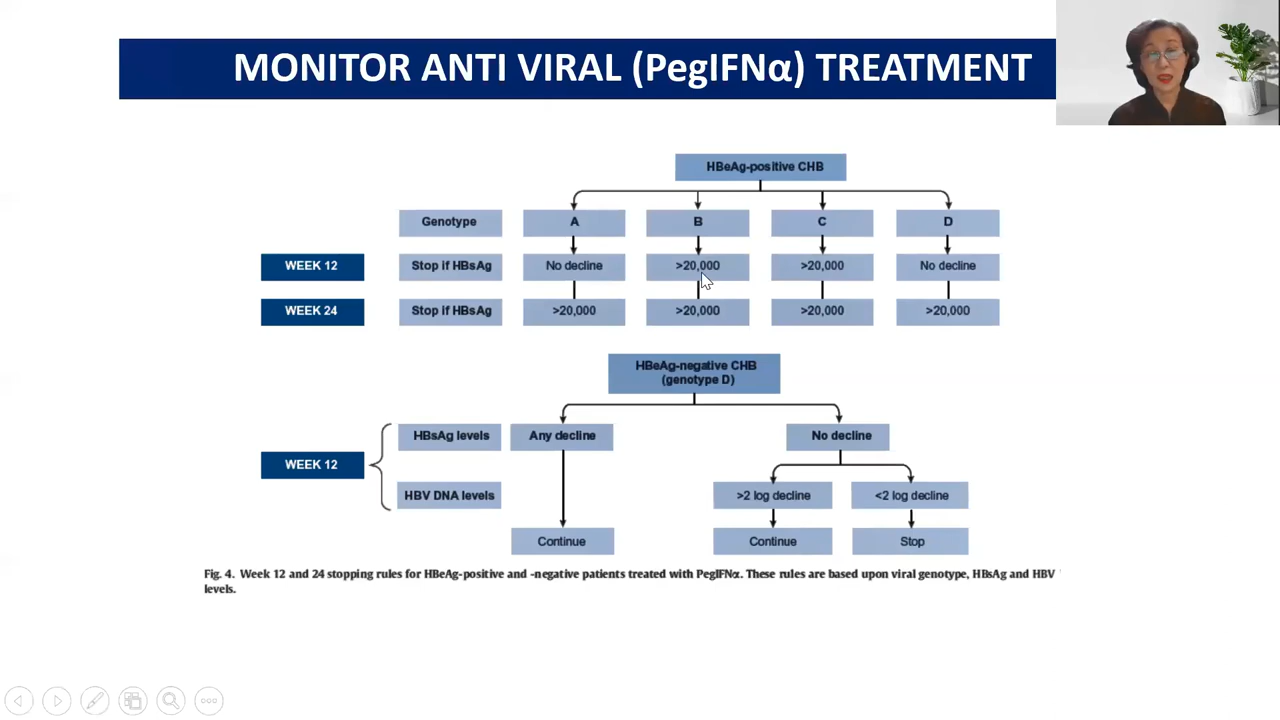 MONITOR ANTI VIRAL (PegIFNα) TREATMENT
HBeAg-positive CHB
Genotype A B C D
WEEK 12 Stop if HBsAg No decline >20,000 >20,000 No decline
WEEK 24 Stop if HBsAg >20,000 >20,000 >20,000 >20,000
HBeAg-negative CHB
(genotype D)
HBsAg levels Any decline No decline
WEEK 12
HBV DNA levels >2 log decline <2 log decline
Continue Continue Stop
Fig. 4. Week 12 and 24 stopping rules for HBeAg-positive and -negative patients treated with PegIFNα. These rules are based upon viral genotype, HBsAg and HBV
levels.